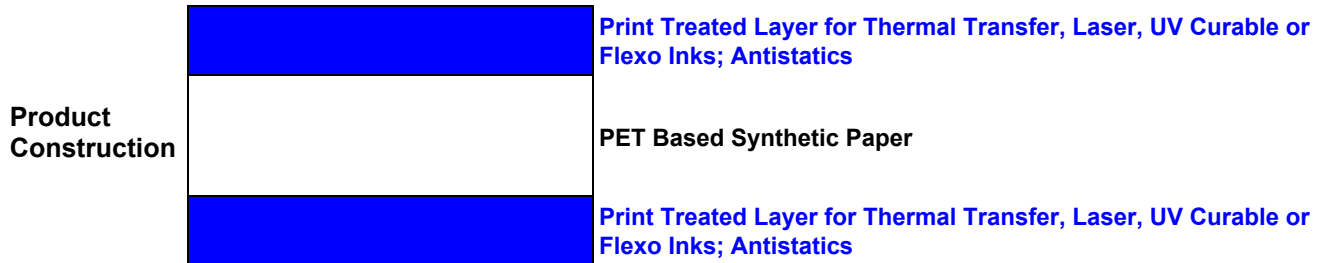 Print Treated Layer for Thermal Transfer, Laser, UV Curable or
Flexo Inks; Antistatics
Product
Construction
PET Based Synthetic Paper
Print Treated Layer for Thermal Transfer, Laser, UV Curable or
Flexo Inks; Antistatics